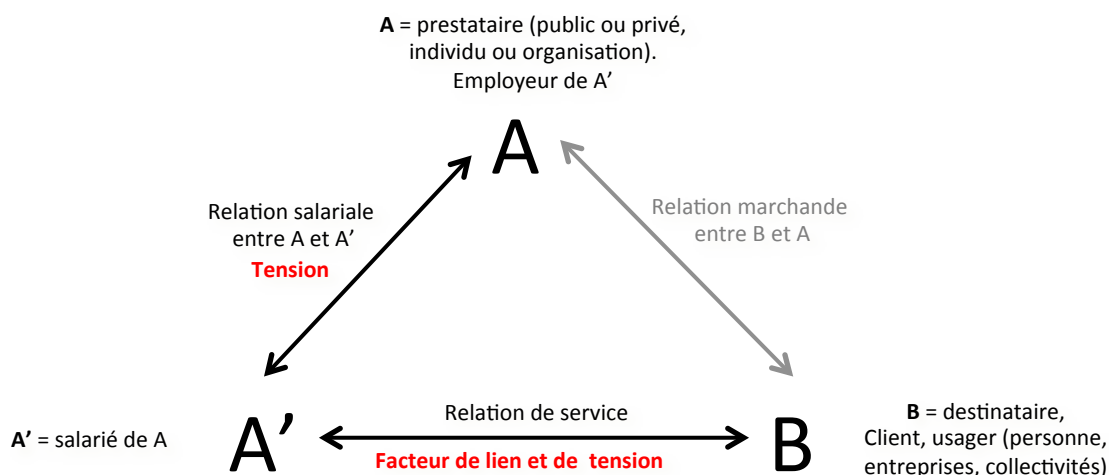 A = prestataire (public ou privé,
individu ou organisation).
Employeur de A'
A
Relation salariale
entre A et A'
Tension
Relation marchande
entre B et A
A' = salarié de A
A'
Relation de service
Facteur de lien et de tension
B
B = destinataire,
Client, usager (personne,
entreprises, collectivités)